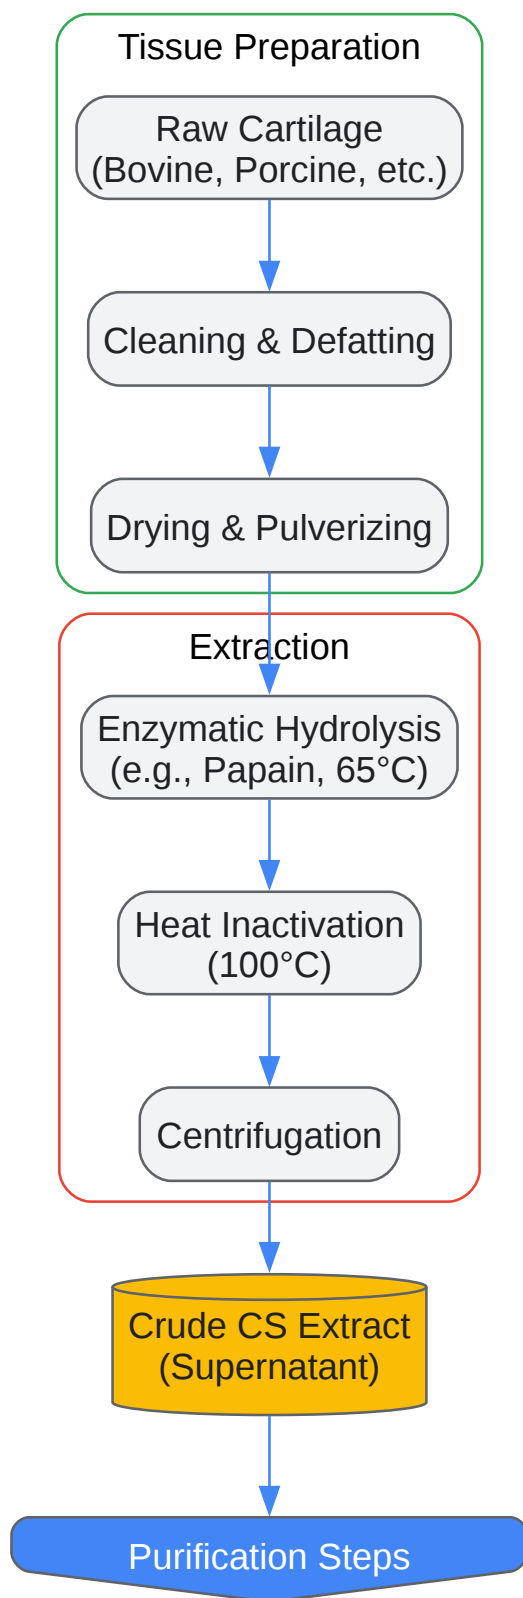 Tissue Preparation
Raw Cartilage
(Bovine, Porcine, etc.)
Cleaning & Defatting
Drying & Pulverizing
Extraction
Enzymatic Hydrolysis
(e.g., Papain, 65°C)
Heat Inactivation
(100°C)
Centrifugation
Crude CS Extract
(Supernatant)
Purification Steps